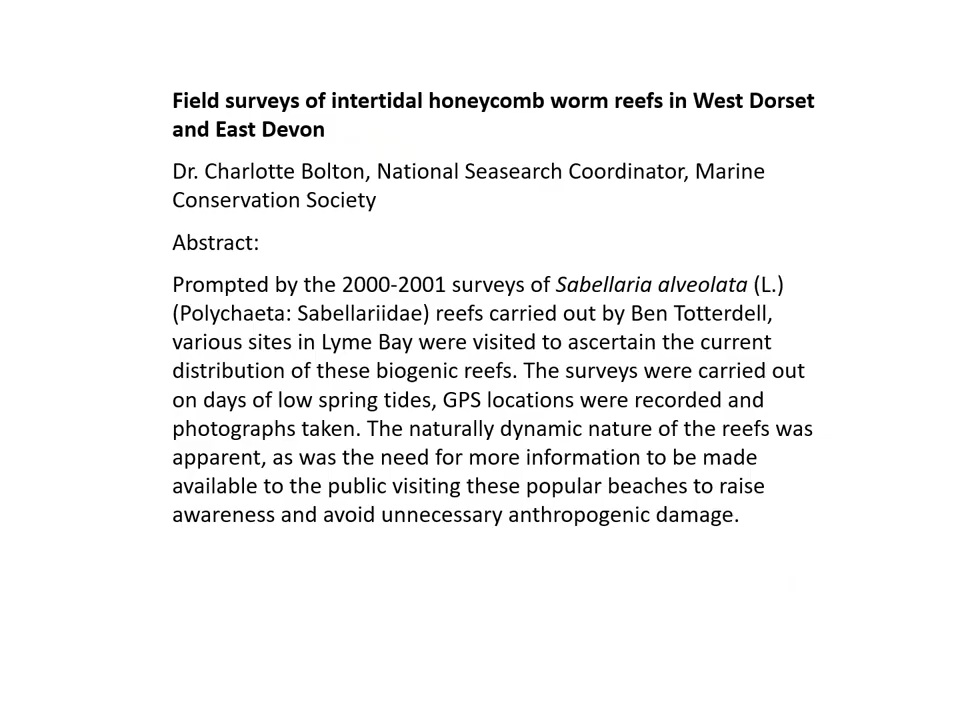 Field surveys of intertidal honeycomb worm reefs in West Dorset
and East Devon
Dr. Charlotte Bolton, National Seasearch Coordinator, Marine
Conservation Society
Abstract:
Prompted by the 2000-2001 surveys of Sabellaria alveolata (L.)
(Polychaeta: Sabellariidae) reefs carried out by Ben Totterdell,
various sites in Lyme Bay were visited to ascertain the current
distribution of these biogenic reefs. The surveys were carried out
on days of low spring tides, GPS locations were recorded and
photographs taken. The naturally dynamic nature of the reefs was
apparent, as was the need for more information to be made
available to the public visiting these popular beaches to raise
awareness and avoid unnecessary anthropogenic damage.